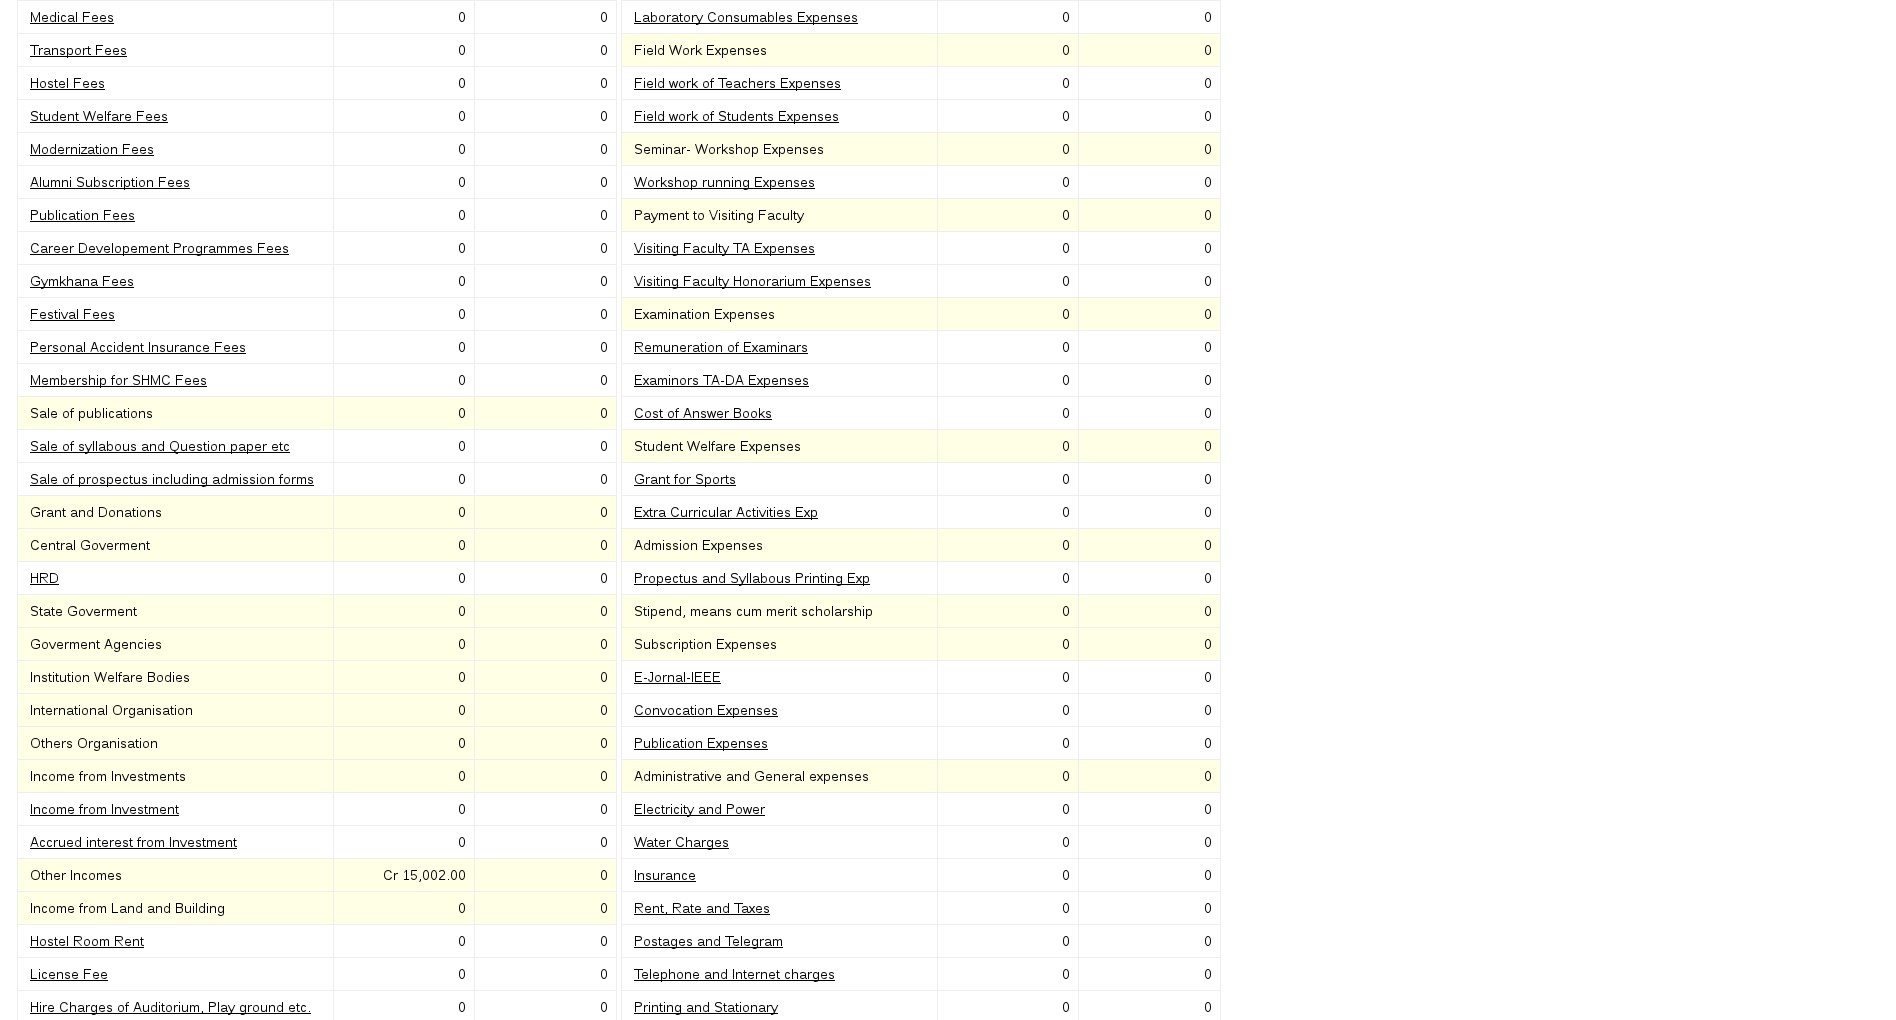 Medical Fees 0 0 Laboratory Consumables Expenses 0 0
Transport Fees 0 0 Field Work Expenses 0 0
Hostel Fees 0 0 Field work of Teachers Expenses 0 0
Student Welfare Fees 0 0 Field work of Students Expenses 0 0
Modernization Fees 0 0 Seminar- Workshop Expenses 0 0
Alumni Subscription Fees 0 0 Workshop running Expenses 0 0
Publication Fees 0 0 Payment to Visiting Faculty 0 0
Career Developement Programmes Fees 0 0 Visiting Faculty TA Expenses 0 0
Gymkhana Fees 0 0 Visiting Faculty Honorarium Expenses 0 0
Festival Fees 0 0 Examination Expenses 0 0
Personal Accident Insurance Fees 0 0 Remuneration of Examinars 0 0
Membership for SHMC Fees 0 0 Examinors TA-DA Expenses 0 0
Sale of publications 0 0 Cost of Answer Books 0 0
Sale of syllabous and Question paper etc 0 0 Student Welfare Expenses 0 0
Sale of prospectus including admission forms 0 0 Grant for Sports 0 0
Grant and Donations 0 0 Extra Curricular Activities Exp 0 0
Central Goverment 0 0 Admission Expenses 0 0
HRD 0 0 Propectus and Syllabous Printing Exp 0 0
State Goverment 0 0 Stipend, means cum merit scholarship 0 0
Goverment Agencies 0 0 Subscription Expenses 0 0
Institution Welfare Bodies 0 0 E-Jornal-IEEE 0 0
International Organisation 0 0 Convocation Expenses 0 0
Others Organisation 0 0 Publication Expenses 0 0
Income from Investments 0 0 Administrative and General expenses 0 0
Income from Investment 0 0 Electricity and Power 0 0
Accrued interest from Investment 0 0 Water Charges 0 0
Other Incomes Cr 15,002.00 0 Insurance 0 0
Income from Land and Building 0 0 Rent, Rate and Taxes 0 0
Hostel Room Rent 0 0 Postages and Telegram 0 0
License Fee 0 0 Telephone and Internet charges 0 0
Hire Charges of Auditorium, Play ground etc. 0 0 Printing and Stationary 0 0